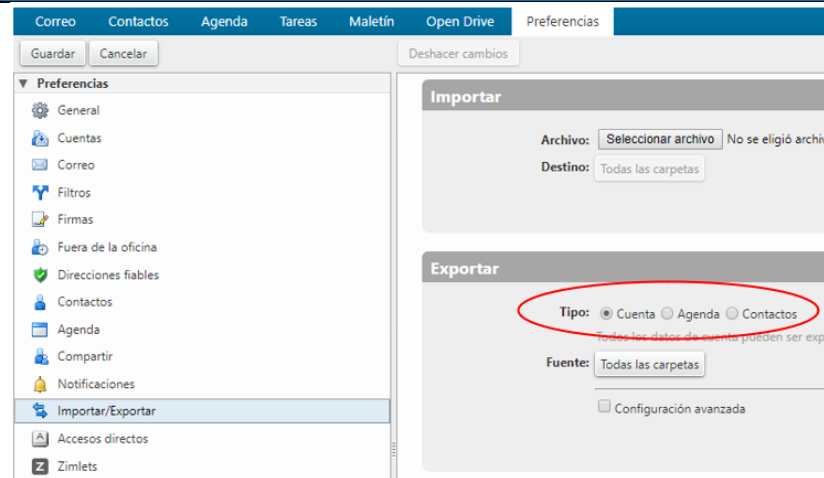 Correo Contactos Agenda Tareas Maletín Open Drive Preferencias
Guardar Cancelar Deshacer cambios
Preferencias
General
Cuentas
Correo
Filtros
Firmas
Fuera de la oficina
Direcciones fiables
Contactos
Agenda
Compartir
Notificaciones
Importar/Exportar
Accesos directos
Zimlets
Importar
Archivo: Seleccionar archivo No se eligió archiv
Destino: Todas las carpetas
Exportar
Tipo: Cuenta Agenda Contactos
Todos los datos de cuenta pueden ser exp
Fuente: Todas las carpetas
Configuración avanzada